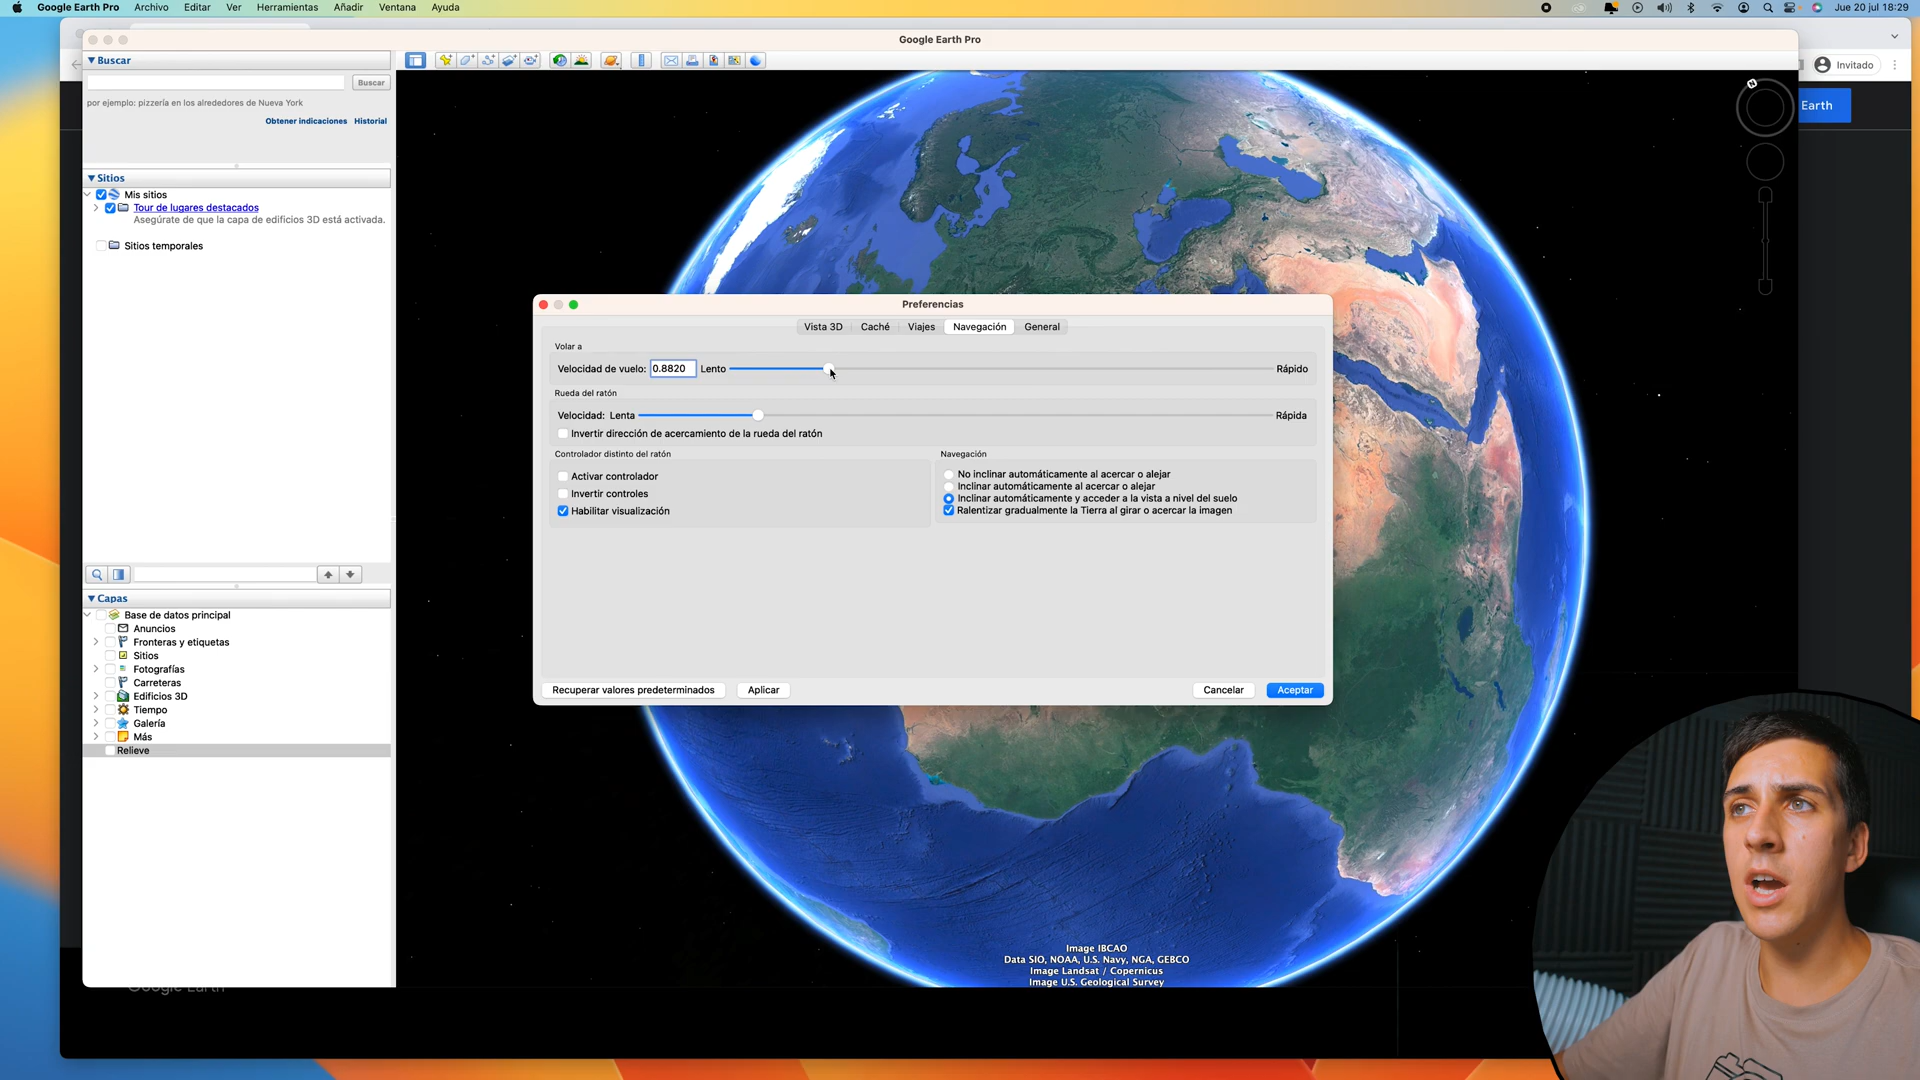 Google Earth Pro Archivo Editar Ver Herramientas Añadir Ventana Ayuda
Jue 20 jul 18:29
Google Earth Pro
Buscar
Buscar
por ejemplo: pizzería en los alrededores de Nueva York
Obtener indicaciones Historial
Invitado
Earth
Sitios
Mis sitios
Tour de lugares destacados
Asegúrate de que la capa de edificios 3D está activada.
Sitios temporales
Preferencias
Vista 3D Caché Viajes Navegación General
Volar a
Velocidad de vuelo: 0.8820 Lento Rápido
Rueda del ratón
Velocidad: Lenta Rápida
Invertir dirección de acercamiento de la rueda del ratón
Controlador distinto del ratón
Activar controlador
Invertir controles
Habilitar visualización
Navegación
No inclinar automáticamente al acercar o alejar
Inclinar automáticamente al acercar o alejar
Inclinar automáticamente y acceder a la vista a nivel del suelo
Ralentizar gradualmente la Tierra al girar o acercar la imagen
Recuperar valores predeterminados Aplicar Cancelar Aceptar
Capas
Base de datos principal
Anuncios
Fronteras y etiquetas
Sitios
Fotografías
Carreteras
Edificios 3D
Tiempo
Galería
Más
Relieve
Image IBCAO
Data SIO, NOAA, U.S. Navy, NGA, GEBCO
Image Landsat / Copernicus
Image U.S. Geological Survey
Google Earth